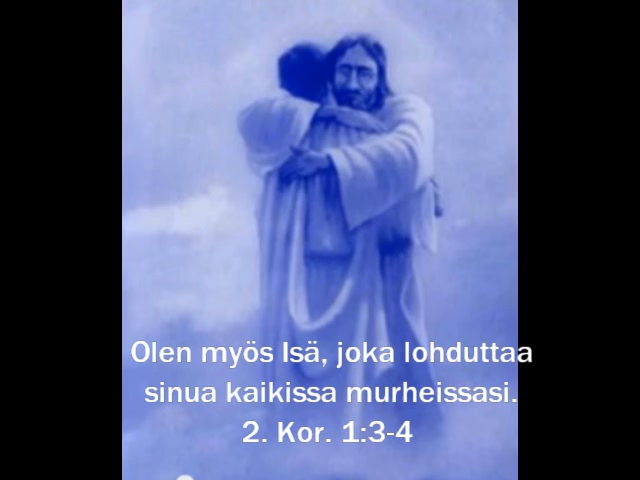 Olen myös Isä, joka lohduttaa
sinua kaikissa murheissasi.
2. Kor. 1:3-4